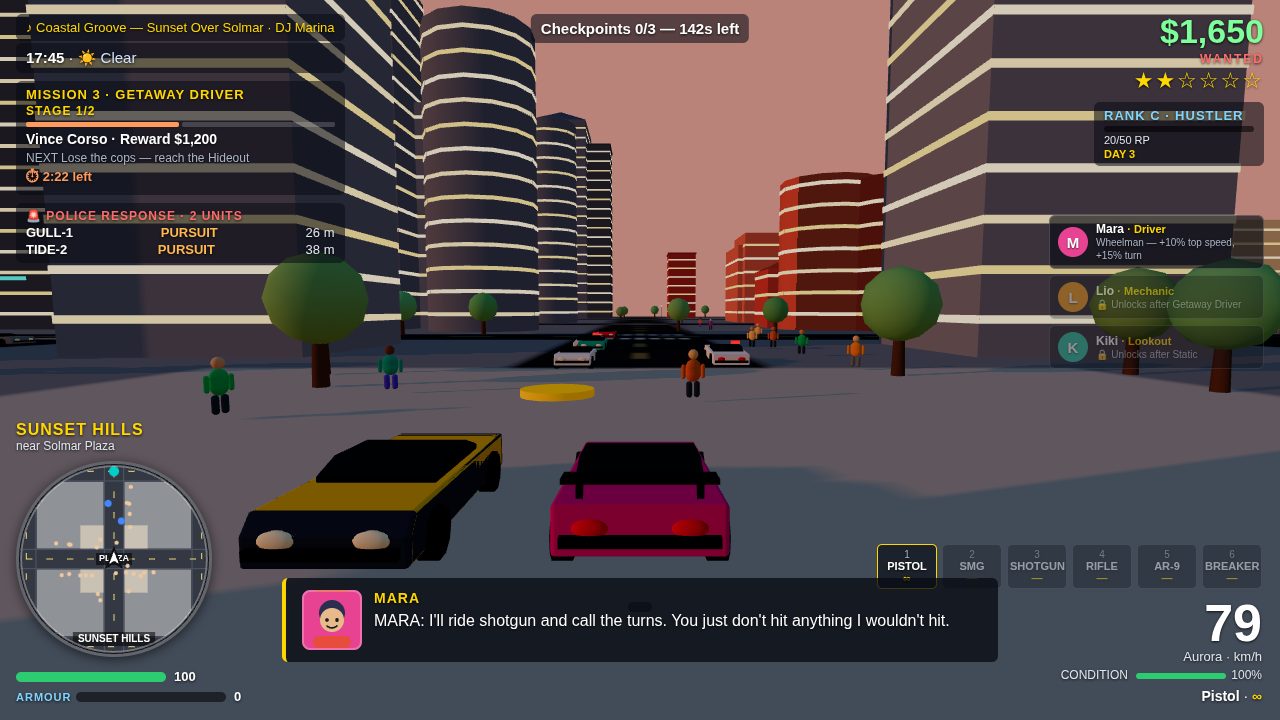 ♪ Coastal Groove — Sunset Over Solmar · DJ Marina
17:45 · ☀️ Clear
MISSION 3 · GETAWAY DRIVER
STAGE 1/2
Vince Corso · Reward $1,200
NEXT Lose the cops — reach the Hideout
⏱ 2:22 left
🚨 POLICE RESPONSE · 2 UNITS
GULL-1 PURSUIT 26 m
TIDE-2 PURSUIT 38 m
Checkpoints 0/3 — 142s left
$1,650
WANTED
★★☆☆☆☆
RANK C · HUSTLER
20/50 RP
DAY 3
M
Mara · Driver
Wheelman — +10% top speed,
+15% turn
L
Lio · Mechanic
🔒 Unlocks after Getaway Driver
K
Kiki · Lookout
🔒 Unlocks after Static
SUNSET HILLS
near Solmar Plaza
PLAZA
SUNSET HILLS
100
ARMOUR 0
MARA
MARA: I'll ride shotgun and call the turns. You just don't hit anything I wouldn't hit.
1 2 3 4 5 6
PISTOL SMG SHOTGUN RIFLE AR-9 BREAKER
∞ — — — — —
79
Aurora · km/h
CONDITION 100%
Pistol · ∞